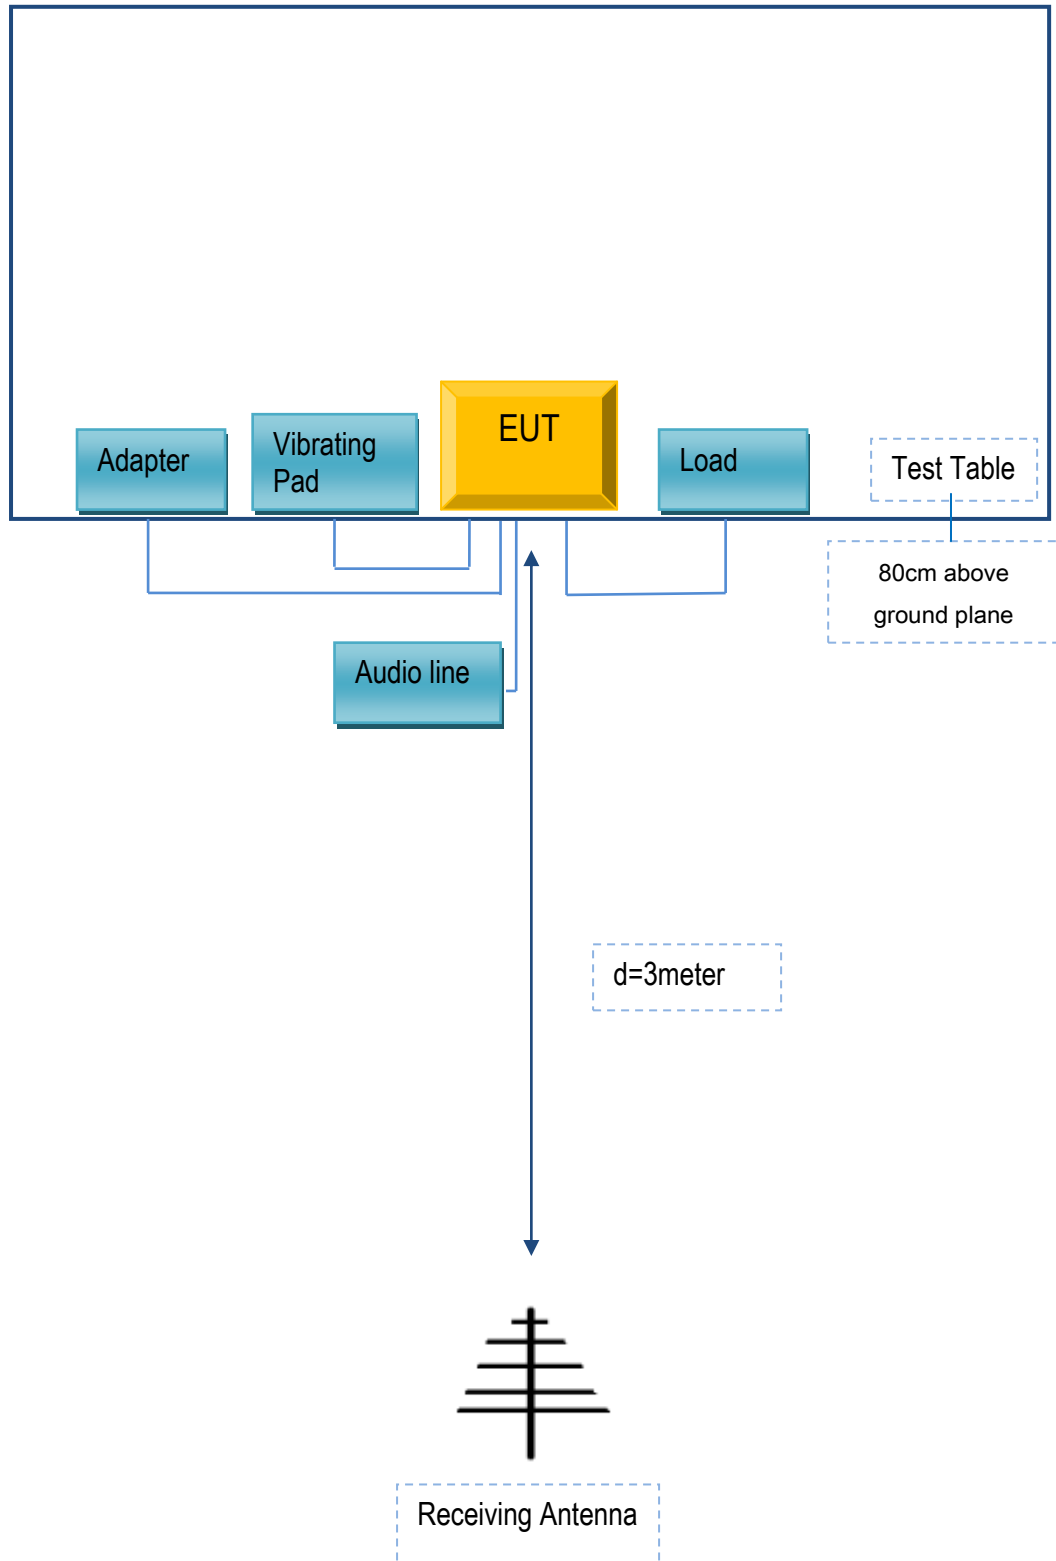 Adapter
Vibrating
Pad
EUT
Load
Test Table
80cm above
ground plane
Audio line
d=3meter
Receiving Antenna